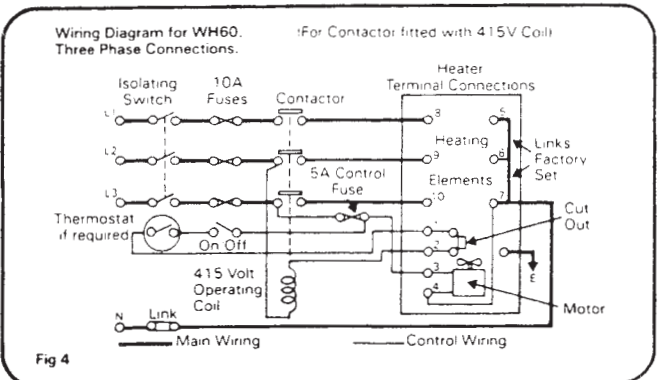 Wiring Diagram for WH60. (For Contactor fitted with 415V Coil)
Three Phase Connections.
Heater
Terminal Connections
Isolating
Switch
10A
Fuses
Contactor
L1
8
5
L2
9
Heating
6
Links
Factory
Set
5A Control
Fuse
L3
10
Elements
7
Thermostat
if required
On Off
1
2
Cut
Out
3
4
E
415 Volt
Operating
Coil
Motor
N
Link
Main Wiring
Control Wiring
Fig 4